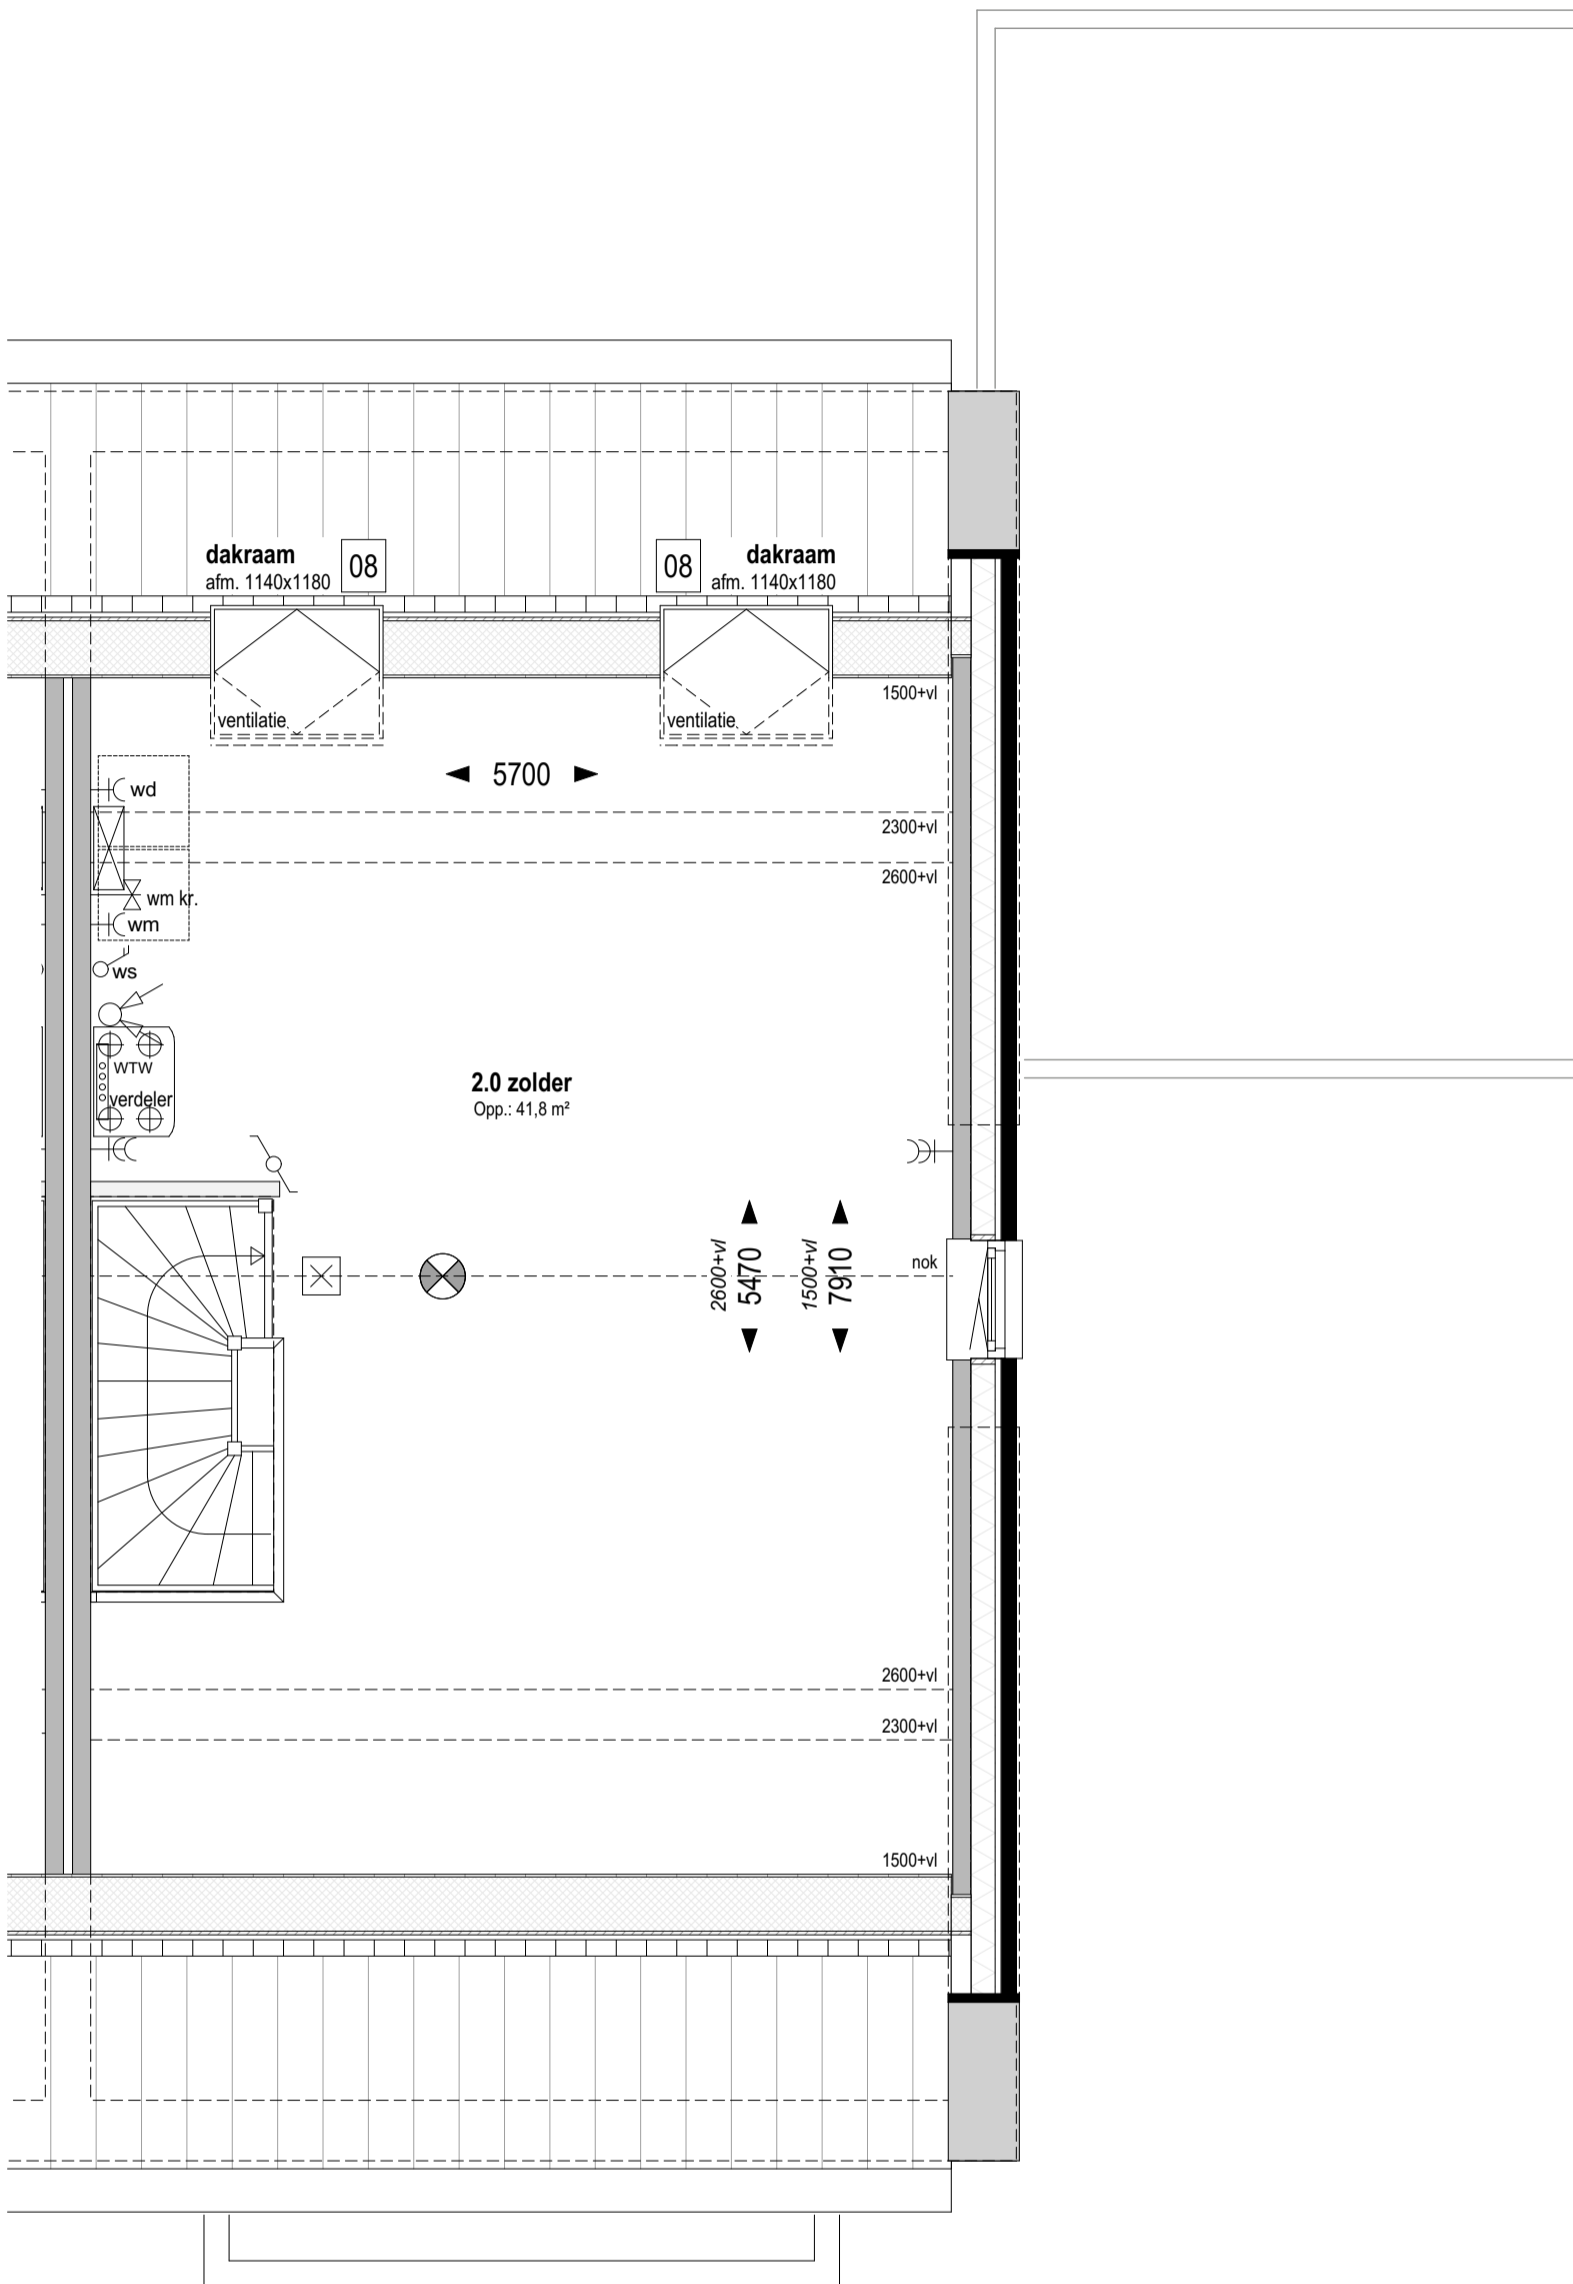 dakraam
afm. 1140x1180
08
08
dakraam
afm. 1140x1180
1500+vl
ventilatie
ventilatie
5700
wd
2300+vl
2600+vl
wm kr.
wm
ws
WTW
verdeler
2.0 zolder
Opp.: 41,8 m²
2600+vl
5470
1500+vl
7910
nok
2600+vl
2300+vl
1500+vl